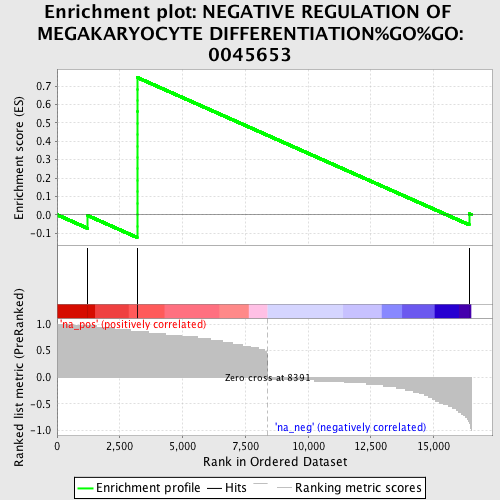 Enrichment plot: NEGATIVE REGULATION OF
MEGAKARYOCYTE DIFFERENTIATION%GO%GO:
0045653
Enrichment score (ES)
0.7
0.6
0.5
0.4
0.3
0.2
0.1
0.0
-0.1
Ranked list metric (PreRanked)
1.0
0.5
0.0
-0.5
-1.0
'na_pos' (positively correlated)
Zero cross at 8391
'na_neg' (negatively correlated)
0 2,500 5,000 7,500 10,000 12,500 15,000
Rank in Ordered Dataset
Enrichment profile Hits Ranking metric scores